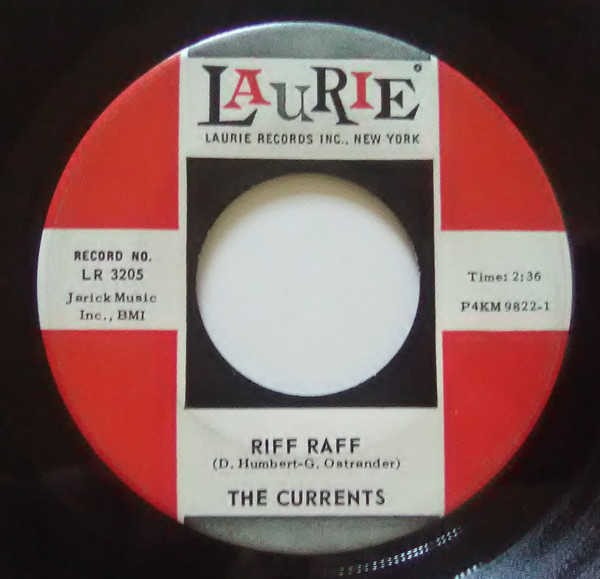 LAURIE
LAURIE RECORDS INC., NEW YORK
RECORD NO.
LR 3205
Jarick Music
Inc., BMI
Time: 2:36
P4KM 9822-1
RIFF RAFF
(D. Humbert-G. Ostrander)
THE CURRENTS